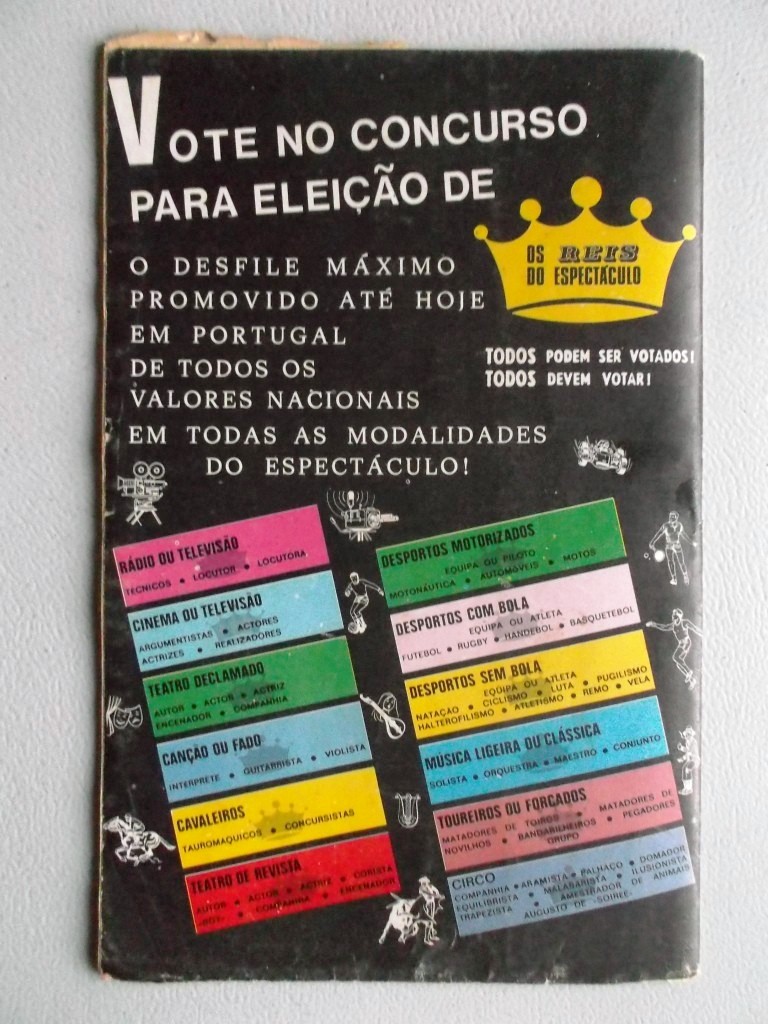 VOTE NO CONCURSO
PARA ELEIÇÃO DE
OS REIS
DO ESPECTÁCULO
O DESFILE MÁXIMO
PROMOVIDO ATÉ HOJE
EM PORTUGAL
DE TODOS OS
VALORES NACIONAIS
EM TODAS AS MODALIDADES
DO ESPECTÁCULO!
TODOS PODEM SER VOTADOS!
TODOS DEVEM VOTAR!
RÁDIO OU TELEVISÃO
TÉCNICOS • LOCUTOR • LOCUTORA
CINEMA OU TELEVISÃO
ARGUMENTISTAS • ACTORES
ACTRIZES • REALIZADORES
TEATRO DECLAMADO
AUTOR • ACTOR • ACTRIZ
ENCENADOR • COMPANHIA
CANÇÃO OU FADO
INTERPRETE • GUITARRISTA • VIOLISTA
CAVALEIROS
TAUROMAQUICOS • CONCURSISTAS
TEATRO DE REVISTA
AUTOR • ACTOR • ACTRIZ • CORISTA
COMPANHIA • ENCENADOR
DESPORTOS MOTORIZADOS
EQUIPA OU PILOTO
MOTONÁUTICA • AUTOMÓVEIS • MOTOS
DESPORTOS COM BOLA
EQUIPA OU ATLETA
FUTEBOL • RUGBY • HANDEBOL • BASQUETEBOL
DESPORTOS SEM BOLA
EQUIPA OU ATLETA
NATAÇÃO • CICLISMO • LUTA • PUGILISMO
HALTEROFILISMO • ATLETISMO • REMO • VELA
MUSICA LIGEIRA OU CLÁSSICA
SOLISTA • ORQUESTRA • MAESTRO • CONJUNTO
TOUREIROS OU FORCADOS
MATADORES DE TOIROS • MATADORES DE
NOVILHOS • BANDARILHEIROS • PEGADORES
GRUPO
CIRCO
COMPANHIA • ARAMISTA • PALHAÇO • DOMADOR
EQUILIBRISTA • MALABARISTA • ILUSIONISTA
TRAPEZISTA • AMESTRADOR DE ANIMAIS
AUGUSTO DE «SOIRÉE»